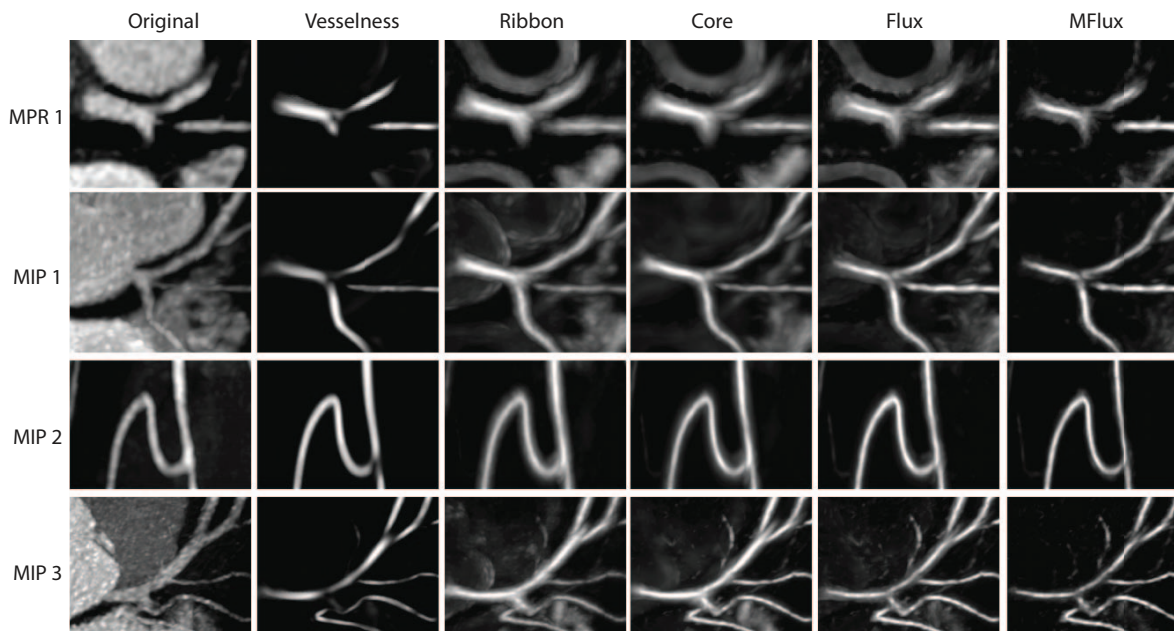 Original Vesselness Ribbon Core Flux MFlux
MPR 1
MIP 1
MIP 2
MIP 3